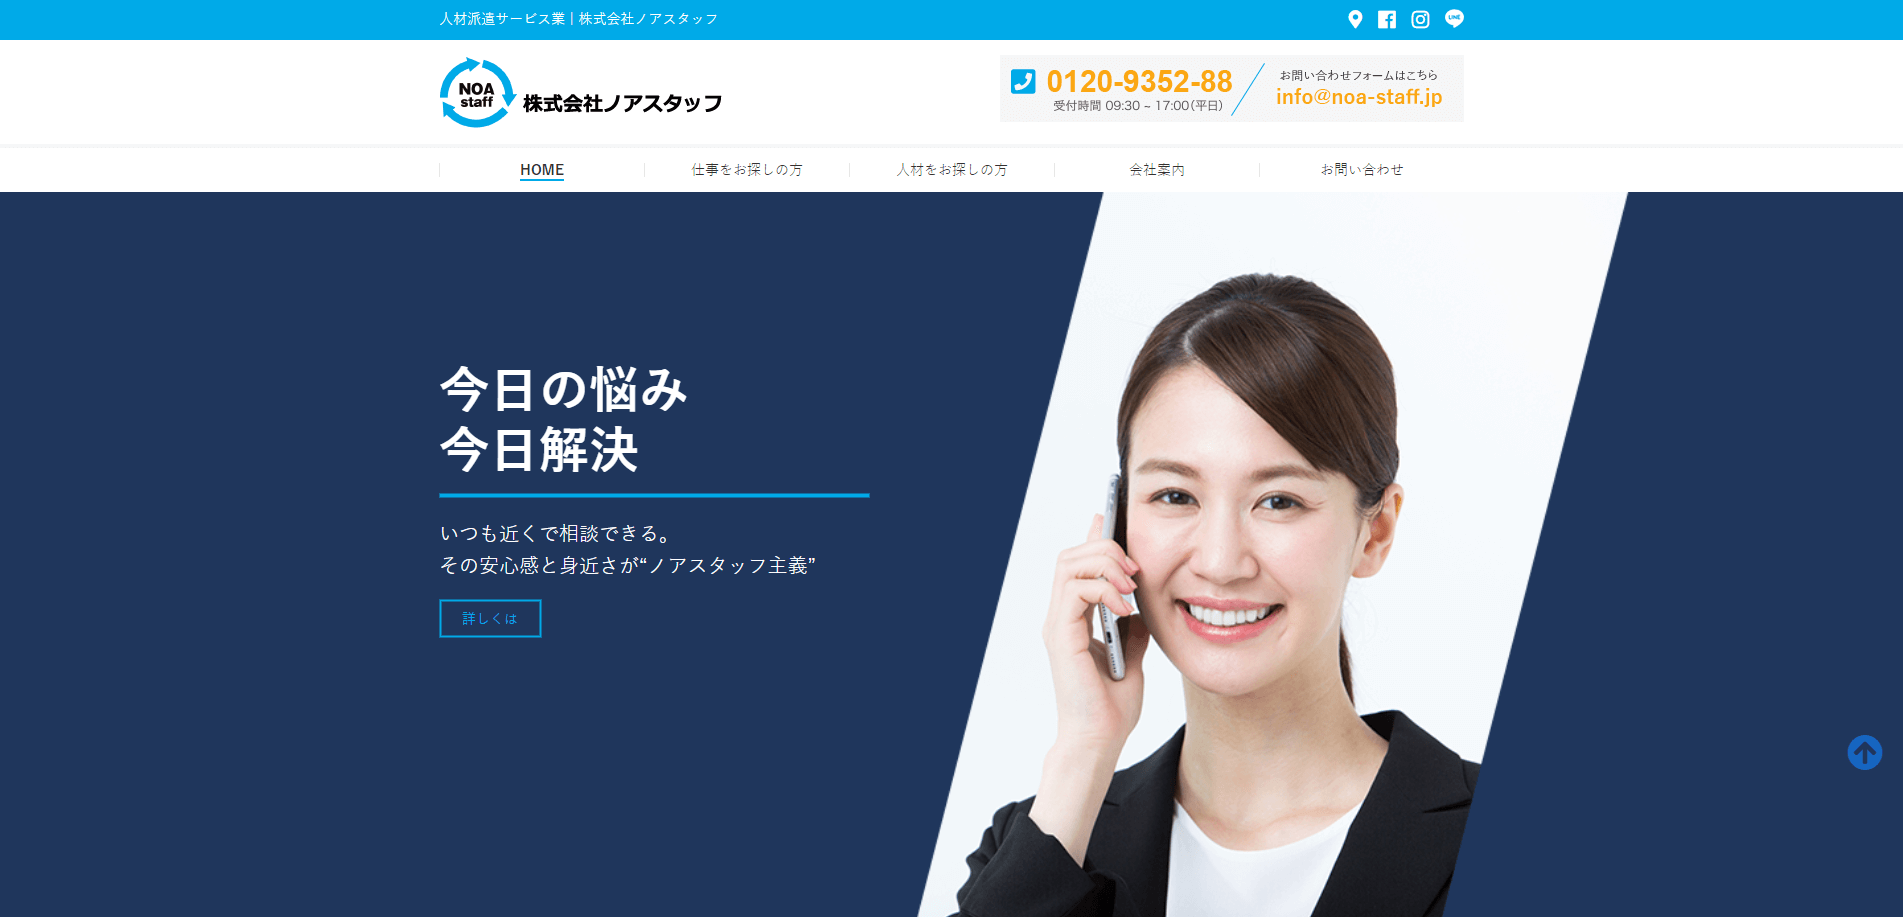 人材派遣サービス業 | 株式会社ノアスタッフ
LINE
NOA
staff
株式会社ノアスタッフ
0120-9352-88
受付時間 09:30 ~ 17:00(平日)
お問い合わせフォームはこちら
info@noa-staff.jp
HOME
仕事をお探しの方
人材をお探しの方
会社案内
お問い合わせ
今日の悩み
今日解決
いつも近くで相談できる。
その安心感と身近さが“ノアスタッフ主義”
詳しくは